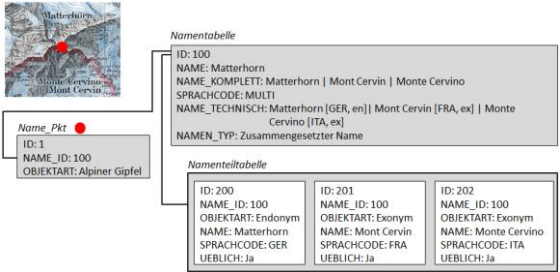 Matterhorn
Monte Cervino
Mont Cervin
Namentabelle
ID: 100
NAME: Matterhorn
NAME_KOMPLETT: Matterhorn | Mont Cervin | Monte Cervino
SPRACHCODE: MULTI
NAME_TECHNISCH: Matterhorn [GER, en]| Mont Cervin [FRA, ex] | Monte
Cervino [ITA, ex]
NAMEN_TYP: Zusammengesetzter Name
Name_Pkt
ID: 1
NAME_ID: 100
OBJEKTART: Alpiner Gipfel
Namenteiltabelle
ID: 200
NAME_ID: 100
OBJEKTART: Endonym
NAME: Matterhorn
SPRACHCODE: GER
UEBLICH: Ja
ID: 201
NAME_ID: 100
OBJEKTART: Exonym
NAME: Mont Cervin
SPRACHCODE: FRA
UEBLICH: Ja
ID: 202
NAME_ID: 100
OBJEKTART: Exonym
NAME: Monte Cervino
SPRACHCODE: ITA
UEBLICH: Ja